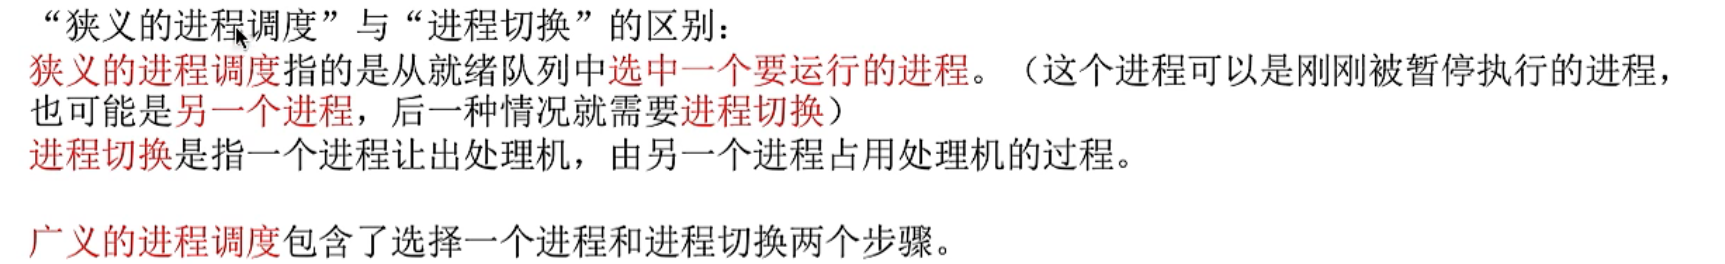 “狭义的进程调度”与“进程切换”的区别：
狭义的进程调度指的是从就绪队列中选中一个要运行的进程。（这个进程可以是刚刚被暂停执行的进程，
也可能是另一个进程，后一种情况就需要进程切换）
进程切换是指一个进程让出处理机，由另一个进程占用处理机的过程。
广义的进程调度包含了选择一个进程和进程切换两个步骤。